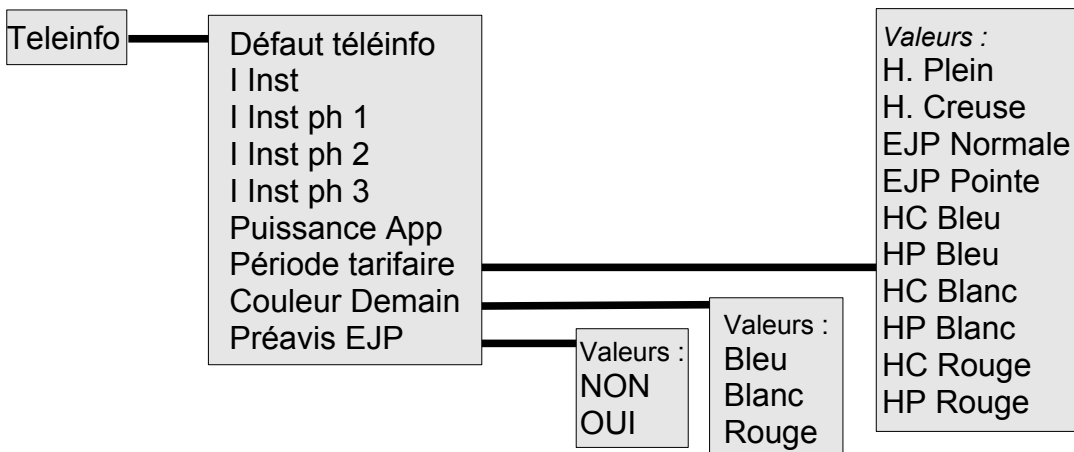 Teleinfo
Défaut téléinfo
I Inst
I Inst ph 1
I Inst ph 2
I Inst ph 3
Puissance App
Période tarifaire
Couleur Demain
Préavis EJP
Valeurs :
NON
OUI
Valeurs :
Bleu
Blanc
Rouge
Valeurs :
H. Plein
H. Creuse
EJP Normale
EJP Pointe
HC Bleu
HP Bleu
HC Blanc
HP Blanc
HC Rouge
HP Rouge